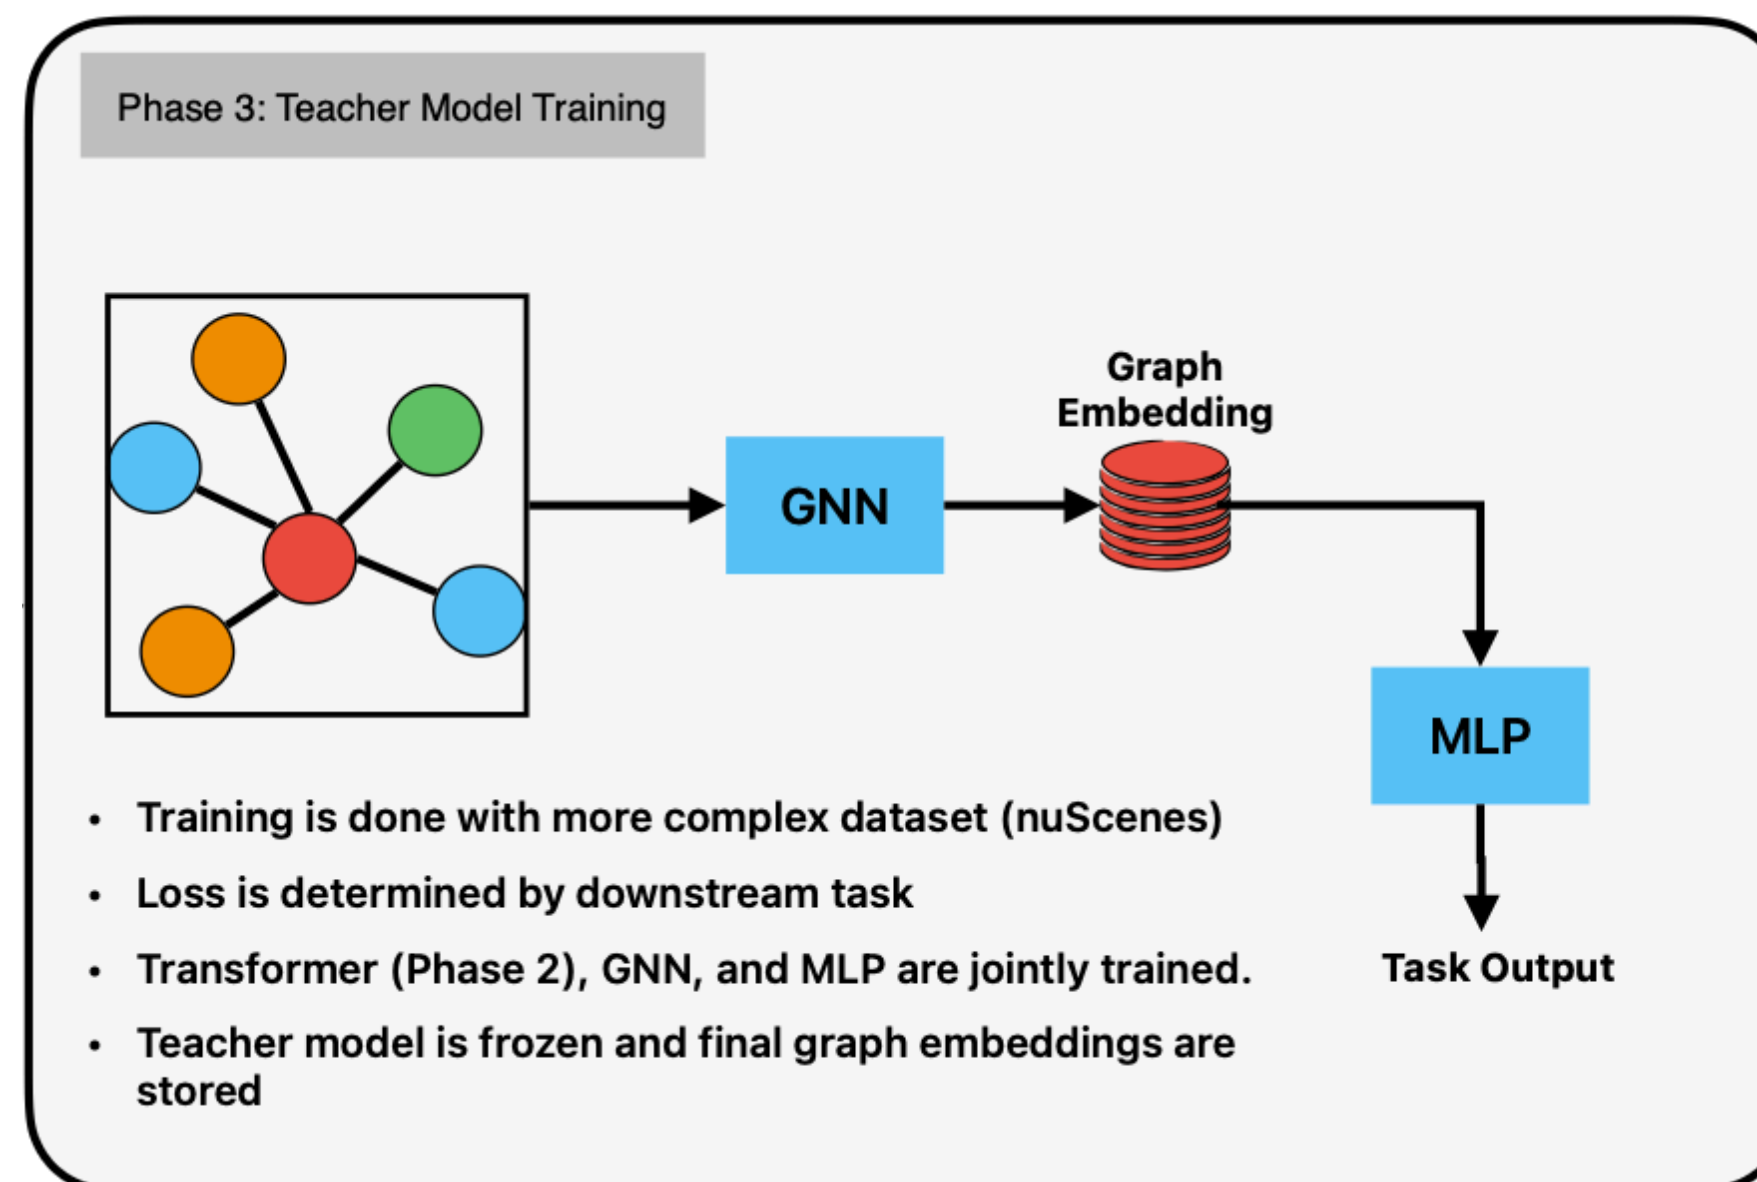 Phase 3: Teacher Model Training
Graph
Embedding
GNN
MLP
Task Output
• Training is done with more complex dataset (nuScenes)
• Loss is determined by downstream task
• Transformer (Phase 2), GNN, and MLP are jointly trained.
• Teacher model is frozen and final graph embeddings are
stored